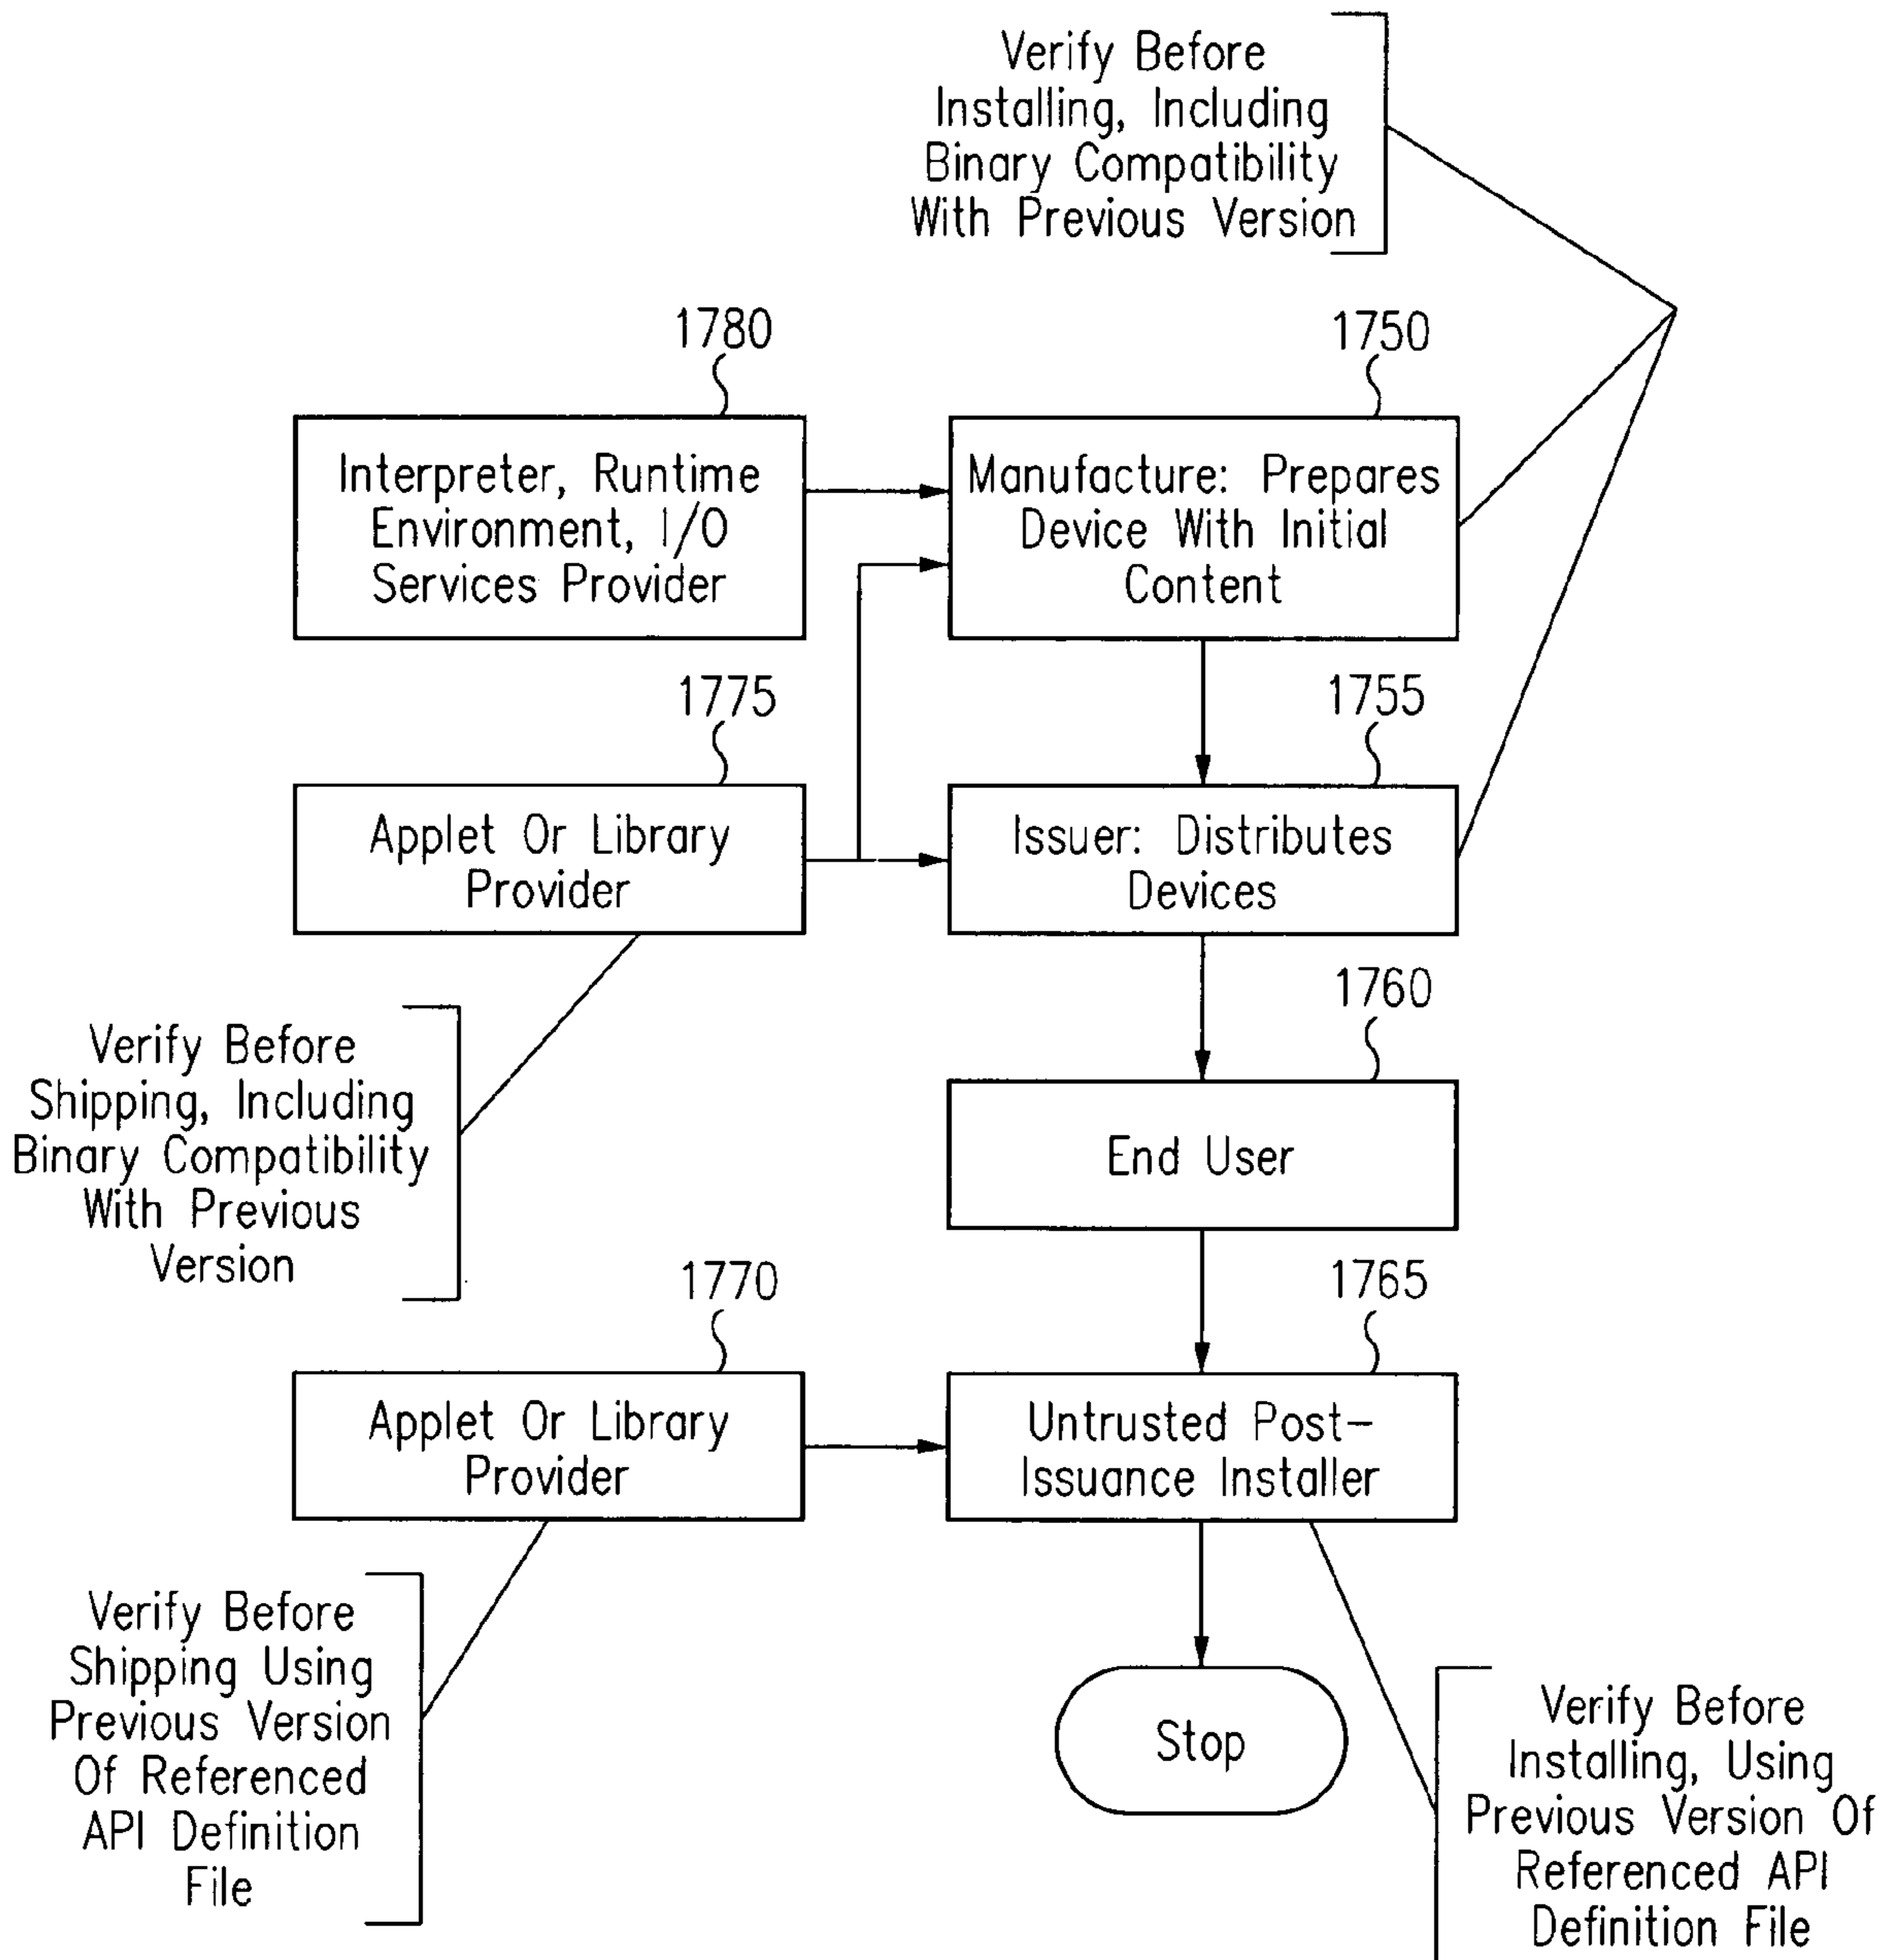 Verify Before
Installing, Including
Binary Compatibility
With Previous Version
1780
1750
Interpreter, Runtime
Environment, I/O
Services Provider
Manufacture: Prepares
Device With Initial
Content
1775
1755
Applet Or Library
Provider
Issuer: Distributes
Devices
1760
Verify Before
Shipping, Including
Binary Compatibility
With Previous
Version
End User
1770
1765
Applet Or Library
Provider
Untrusted Post-
Issuance Installer
Verify Before
Shipping Using
Previous Version
Of Referenced
API Definition
File
Stop
Verify Before
Installing, Using
Previous Version Of
Referenced API
Definition File